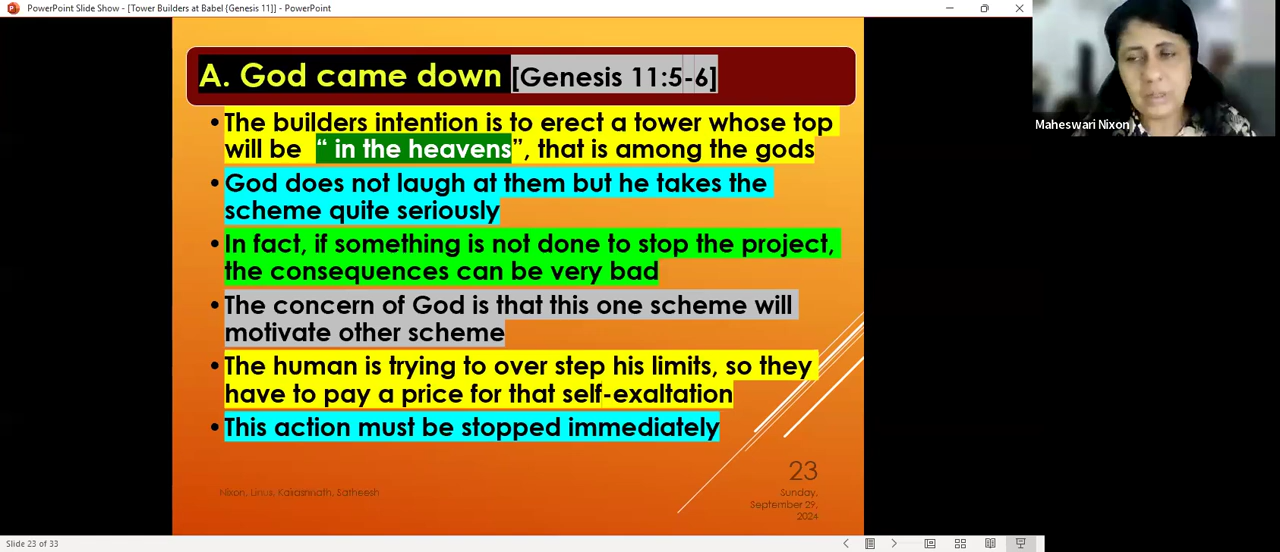 PowerPoint Slide Show - [Tower Builders at Babel {Genesis 11}] - PowerPoint
A. God came down [Genesis 11:5-6]
• The builders intention is to erect a tower whose top
will be “ in the heavens”, that is among the gods
• God does not laugh at them but he takes the
scheme quite seriously
• In fact, if something is not done to stop the project,
the consequences can be very bad
• The concern of God is that this one scheme will
motivate other scheme
• The human is trying to over step his limits, so they
have to pay a price for that self-exaltation
• This action must be stopped immediately
Nixon, Linus, Satheesh
23
Sunday,
September 29,
2024
Slide 23 of 33
Maheswari Nixon